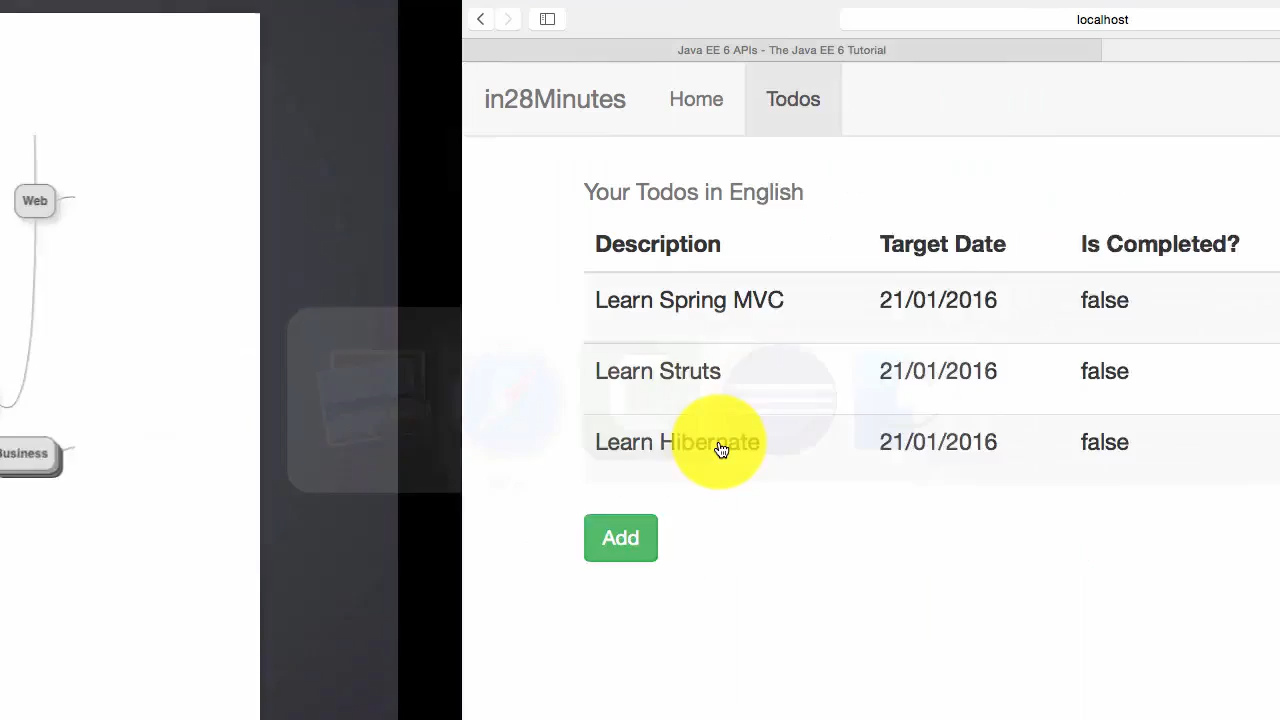 localhost
Java EE 6 APIs - The Java EE 6 Tutorial
in28Minutes Home Todos
Web
Business
Your Todos in English
Description Target Date Is Completed?
Learn Spring MVC 21/01/2016 false
Learn Struts 21/01/2016 false
Learn Hibernate 21/01/2016 false
Add